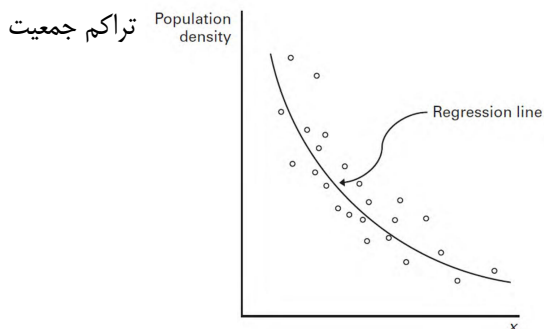 تراکم جمعیت
Population
density
Regression line
x